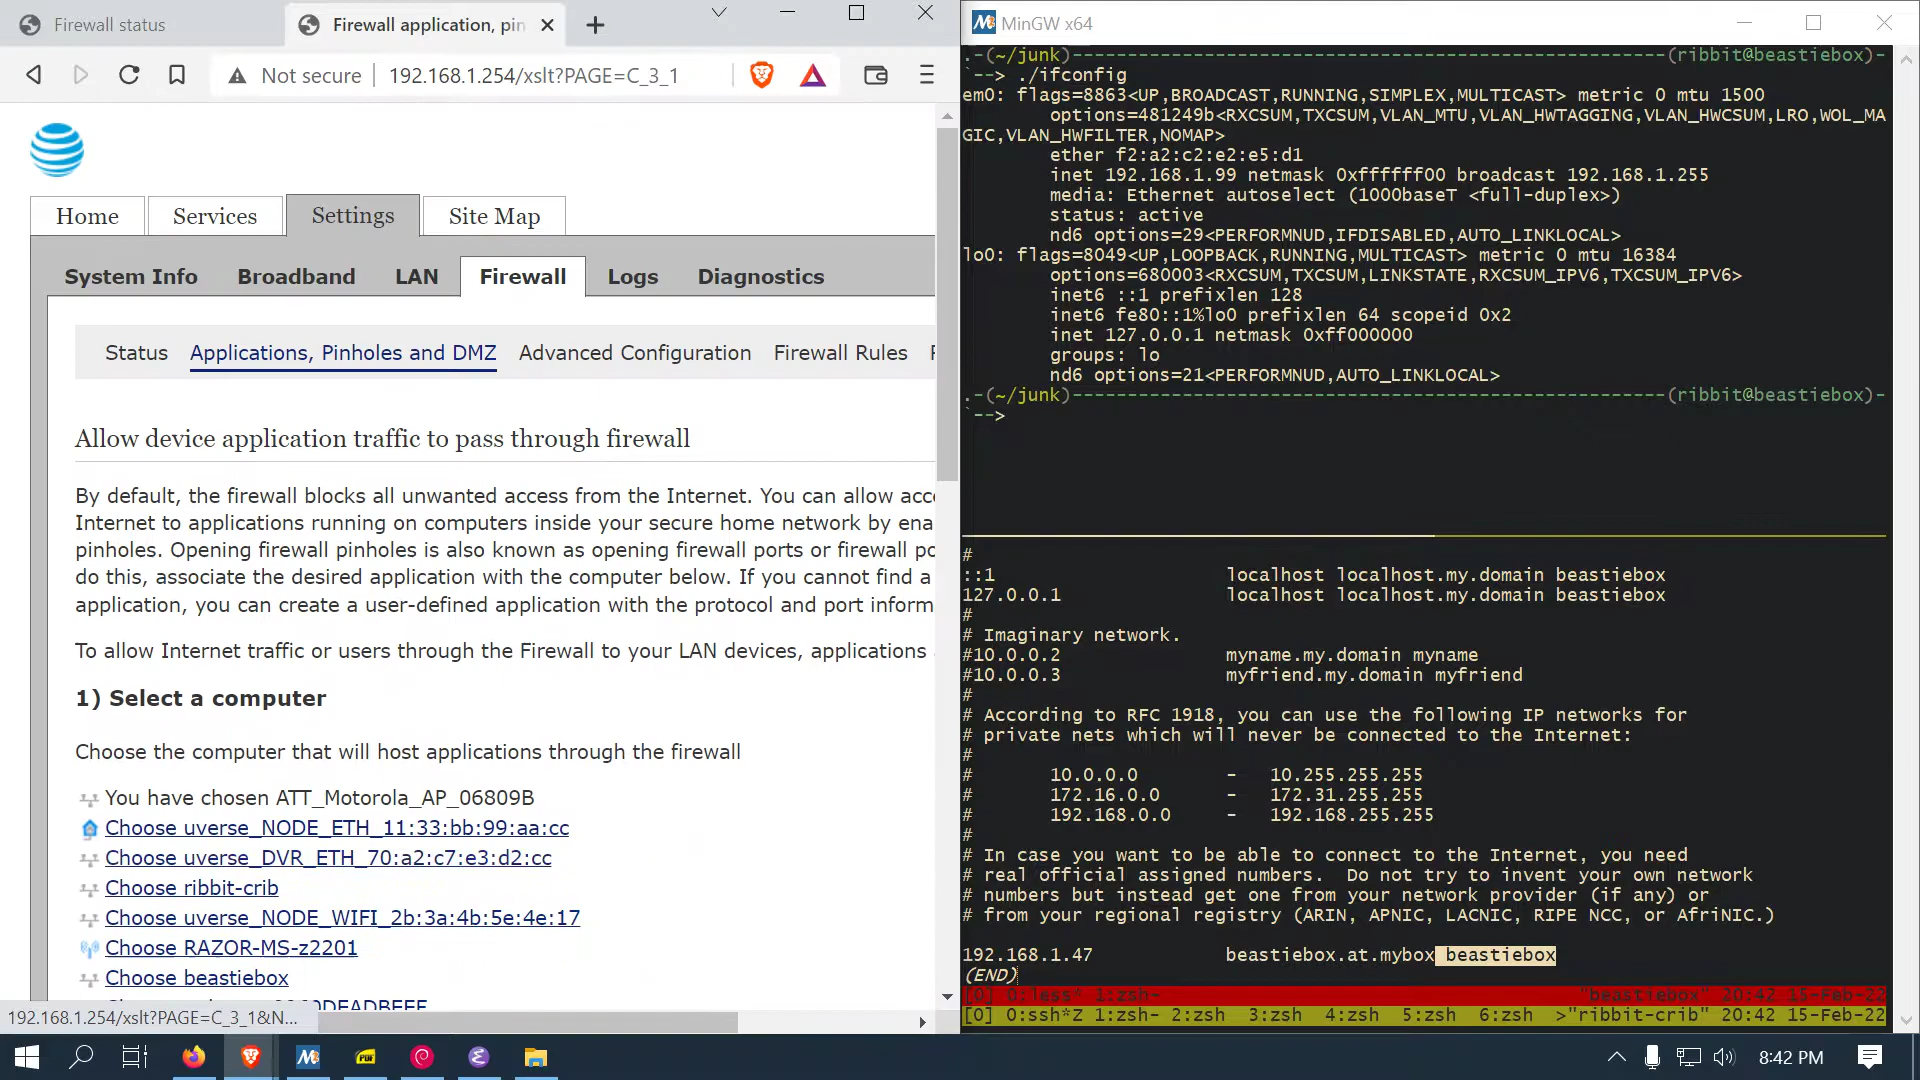 Firewall status
Firewall application, pin
Not secure
192.168.1.254/xslt?PAGE=C_3_1
Home
Services
Settings
Site Map
System Info
Broadband
LAN
Firewall
Logs
Diagnostics
Status
Applications, Pinholes and DMZ
Advanced Configuration
Firewall Rules
Allow device application traffic to pass through firewall
By default, the firewall blocks all unwanted access from the Internet. You can allow acce
Internet to applications running on computers inside your secure home network by ena
pinholes. Opening firewall pinholes is also known as opening firewall ports or firewall po
do this, associate the desired application with the computer below. If you cannot find a
application, you can create a user-defined application with the protocol and port inform
To allow Internet traffic or users through the Firewall to your LAN devices, applications
1) Select a computer
Choose the computer that will host applications through the firewall
You have chosen ATT_Motorola_AP_06809B
Choose uverse_NODE_ETH_11:33:bb:99:aa:cc
Choose uverse_DVR_ETH_70:a2:c7:e3:d2:cc
Choose ribbit-crib
Choose uverse_NODE_WIFI_2b:3a:4b:5e:4e:17
Choose RAZOR-MS-z2201
Choose beastiebox
192.168.1.254/xslt?PAGE=C_3_1&N...
MinGW x64
.-(~/junk)------------------------------------------------------(ribbit@beastiebox)-
`--> ./ifconfig
em0: flags=8863<UP,BROADCAST,RUNNING,SIMPLEX,MULTICAST> metric 0 mtu 1500
options=481249b<RXCSUM,TXCSUM,VLAN_MTU,VLAN_HWTAGGING,VLAN_HWCSUM,LRO,WOL_MA
GIC,VLAN_HWFILTER,NOMAP>
ether f2:a2:c2:e2:e5:d1
inet 192.168.1.99 netmask 0xffffff00 broadcast 192.168.1.255
media: Ethernet autoselect (1000baseT <full-duplex>)
status: active
nd6 options=29<PERFORMNUD,IFDISABLED,AUTO_LINKLOCAL>
lo0: flags=8049<UP,LOOPBACK,RUNNING,MULTICAST> metric 0 mtu 16384
options=680003<RXCSUM,TXCSUM,LINKSTATE,RXCSUM_IPV6,TXCSUM_IPV6>
inet6 ::1 prefixlen 128
inet6 fe80::1%lo0 prefixlen 64 scopeid 0x2
inet 127.0.0.1 netmask 0xff000000
groups: lo
nd6 options=21<PERFORMNUD,AUTO_LINKLOCAL>
.-(~/junk)------------------------------------------------------(ribbit@beastiebox)-
`-->
#
::1 localhost localhost.my.domain beastiebox
127.0.0.1 localhost localhost.my.domain beastiebox
#
# Imaginary network.
#10.0.0.2 myname.my.domain myname
#10.0.0.3 myfriend.my.domain myfriend
#
# According to RFC 1918, you can use the following IP networks for
# private nets which will never be connected to the Internet:
#
# 10.0.0.0 - 10.255.255.255
# 172.16.0.0 - 172.31.255.255
# 192.168.0.0 - 192.168.255.255
#
# In case you want to be able to connect to the Internet, you need
# real official assigned numbers. Do not try to invent your own network
# numbers but instead get one from your network provider (if any) or
# from your regional registry (ARIN, APNIC, LACNIC, RIPE NCC, or AfriNIC.)
192.168.1.47 beastiebox.at.mybox beastiebox
(END)
[0] 0:less* 1:zsh- "beastiebox" 20:42 15-Feb-22
[0] 0:ssh*Z 1:zsh- 2:zsh 3:zsh 4:zsh 5:zsh 6:zsh >"ribbit-crib" 20:42 15-Feb-22
PDF
8:42 PM